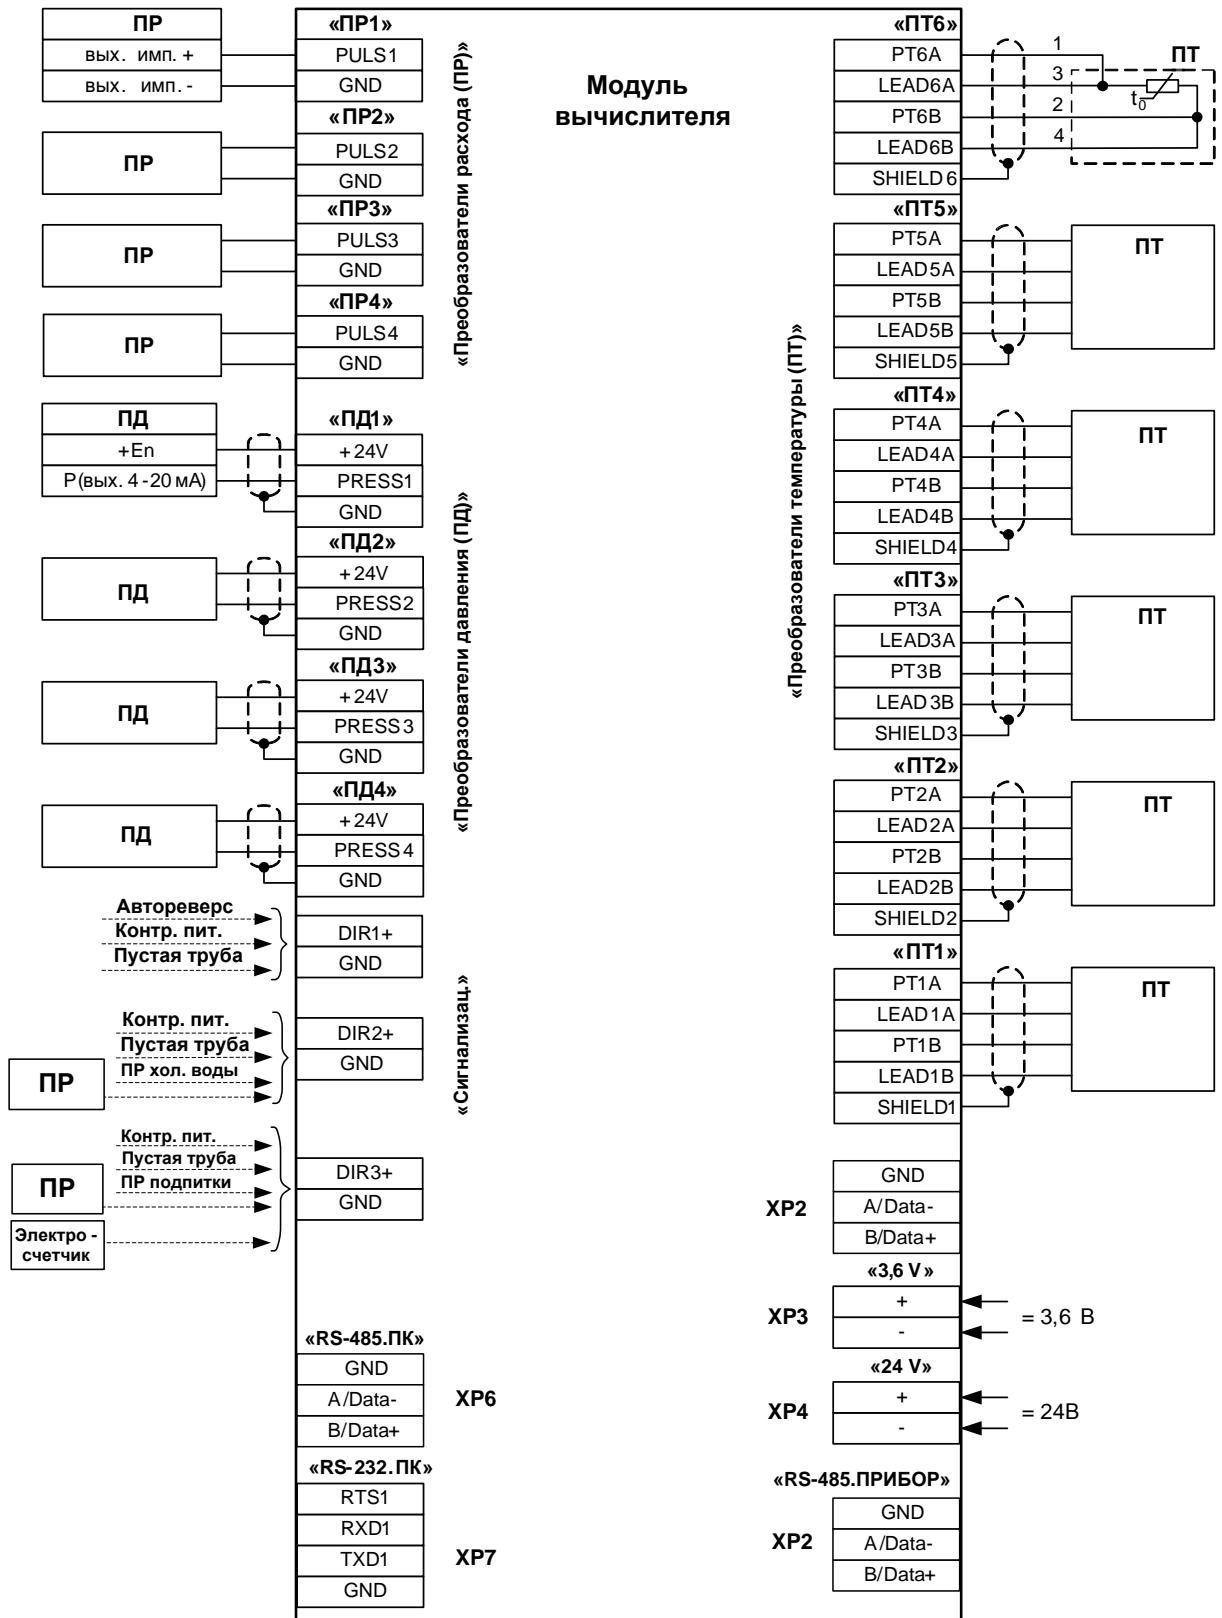 Модуль
вычислителя
ПР
вых. имп. +
вых. имп. -
«ПР1»
PULS1
GND
ПР
«ПР2»
PULS2
GND
ПР
«ПР3»
PULS3
GND
ПР
«ПР4»
PULS4
GND
«Преобразователи расхода (ПР)»
ПД
+En
P(вых. 4-20 мА)
«ПД1»
+24V
PRESS1
GND
ПД
«ПД2»
+24V
PRESS2
GND
ПД
«ПД3»
+24V
PRESS3
GND
ПД
«ПД4»
+24V
PRESS4
GND
«Преобразователи давления (ПД)»
Автореверс
Контр. пит.
Пустая труба
DIR1+
GND
Контр. пит.
Пустая труба
ПР хол. воды
ПР
DIR2+
GND
Контр. пит.
Пустая труба
ПР подпитки
ПР
Электро-
счетчик
DIR3+
GND
«Сигнализац.»
«RS-485.ПК»
GND
A/Data-
B/Data+
XP6
«RS-232.ПК»
RTS1
RXD1
TXD1
GND
XP7
«ПТ6»
PT6A
LEAD6A
PT6B
LEAD6B
SHIELD6
1
3
2
4
ПТ
t0
«ПТ5»
PT5A
LEAD5A
PT5B
LEAD5B
SHIELD5
ПТ
«ПТ4»
PT4A
LEAD4A
PT4B
LEAD4B
SHIELD4
ПТ
«ПТ3»
PT3A
LEAD3A
PT3B
LEAD3B
SHIELD3
ПТ
«ПТ2»
PT2A
LEAD2A
PT2B
LEAD2B
SHIELD2
ПТ
«ПТ1»
PT1A
LEAD1A
PT1B
LEAD1B
SHIELD1
ПТ
«Преобразователи температуры (ПТ)»
XP2
GND
A/Data-
B/Data+
«3,6 V»
XP3
+
-
= 3,6 В
«24 V»
XP4
+
-
= 24В
«RS-485.ПРИБОР»
XP2
GND
A/Data-
B/Data+